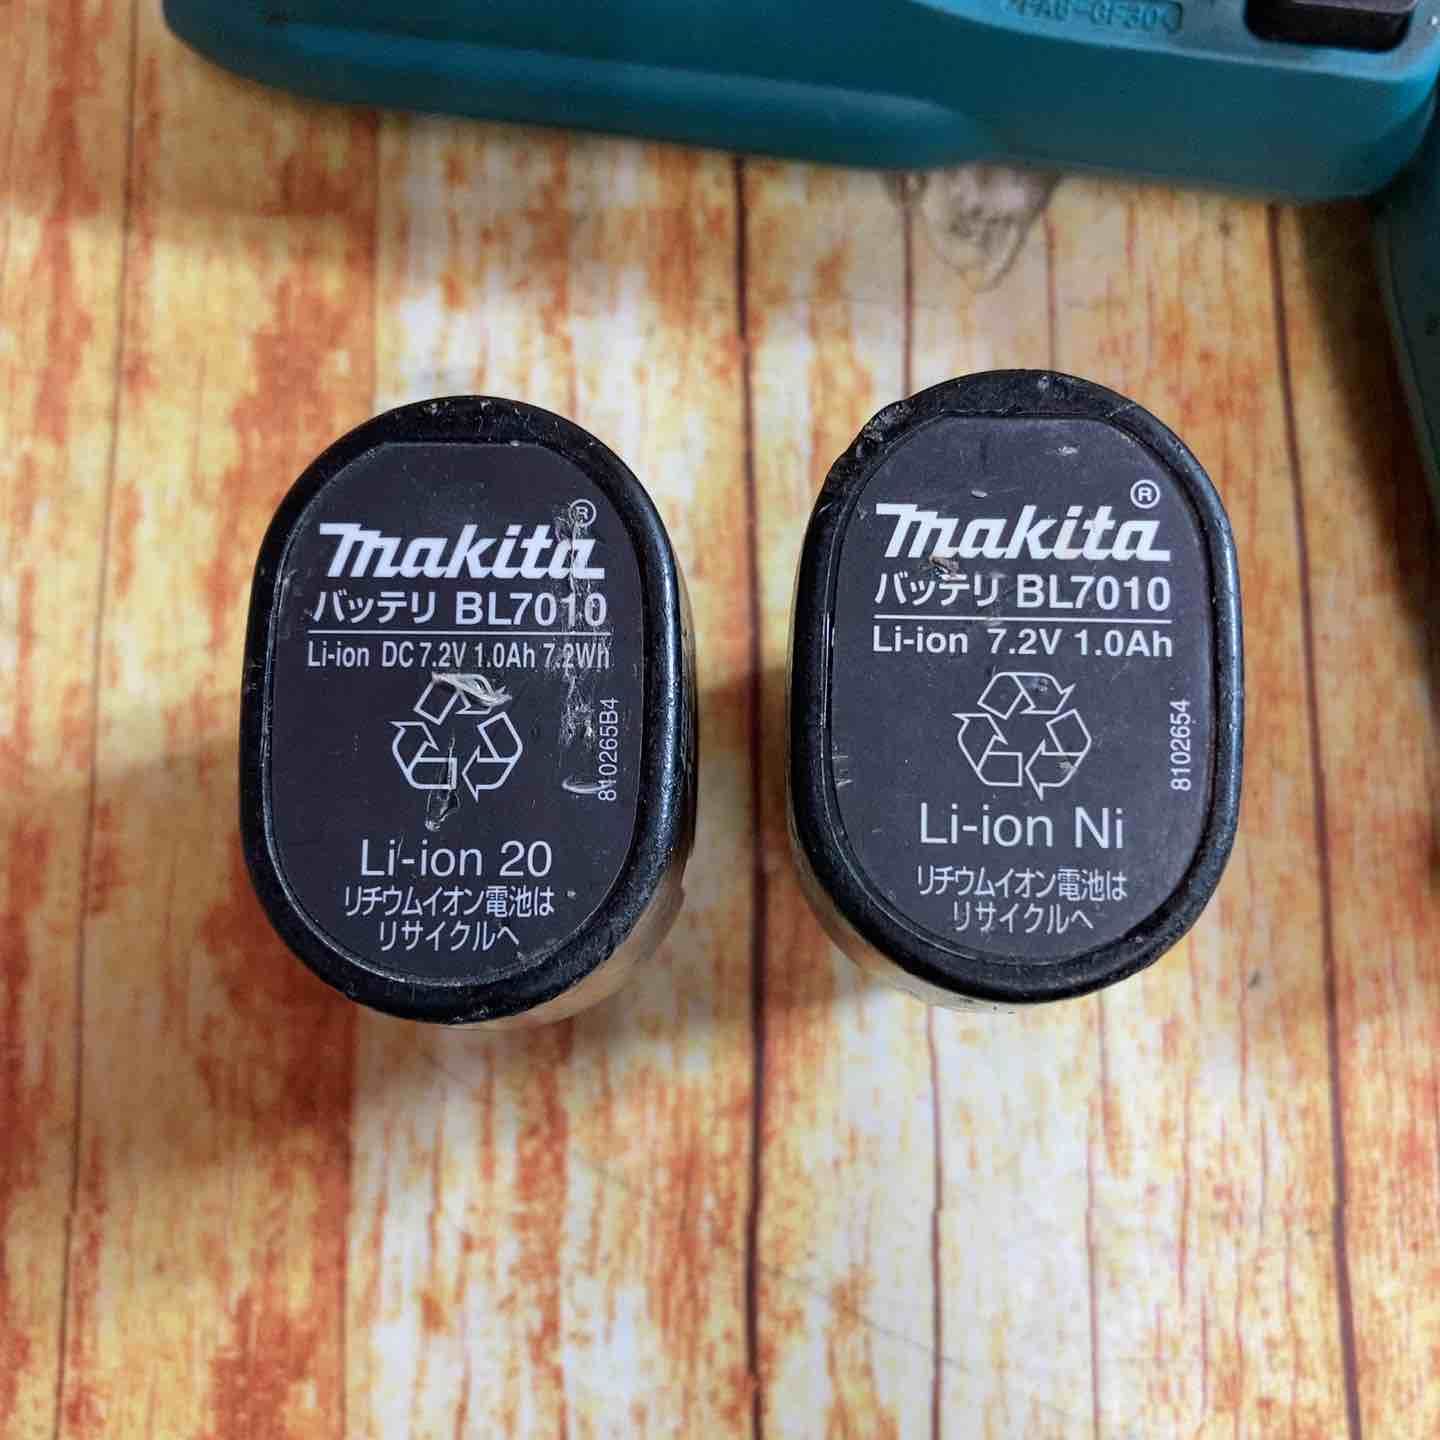 makita®
バッテリ BL7010
Li-ion DC 7.2V 1.0Ah 7.2Wh
810265B4
Li-ion 20
リチウムイオン電池は
リサイクルへ
makita®
バッテリ BL7010
Li-ion 7.2V 1.0Ah
8102654
Li-ion Ni
リチウムイオン電池は
リサイクルへ